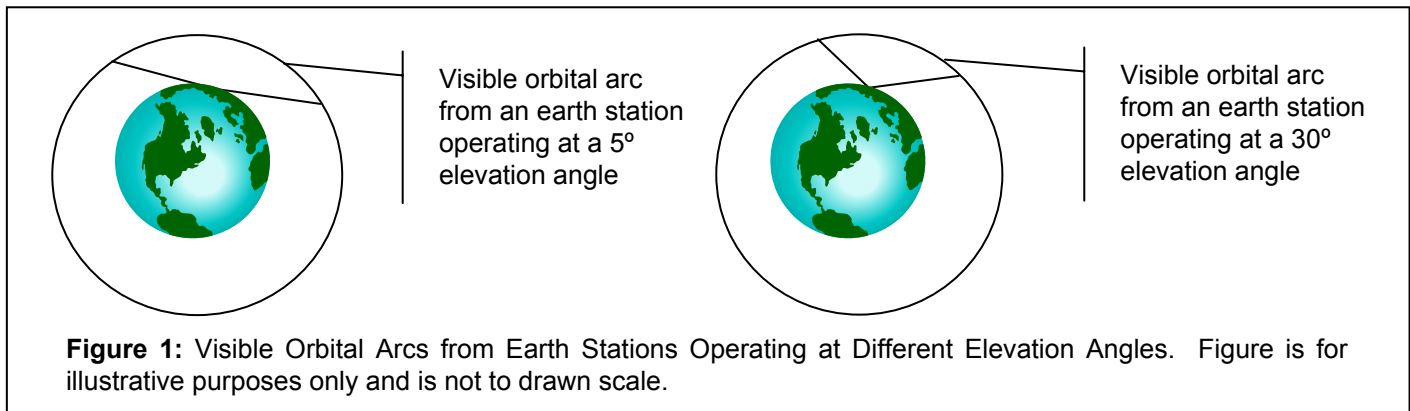 Visible orbital arc
from an earth station
operating at a 5º
elevation angle
Visible orbital arc
from an earth station
operating at a 30º
elevation angle
Figure 1: Visible Orbital Arcs from Earth Stations Operating at Different Elevation Angles. Figure is for
illustrative purposes only and is not to drawn scale.